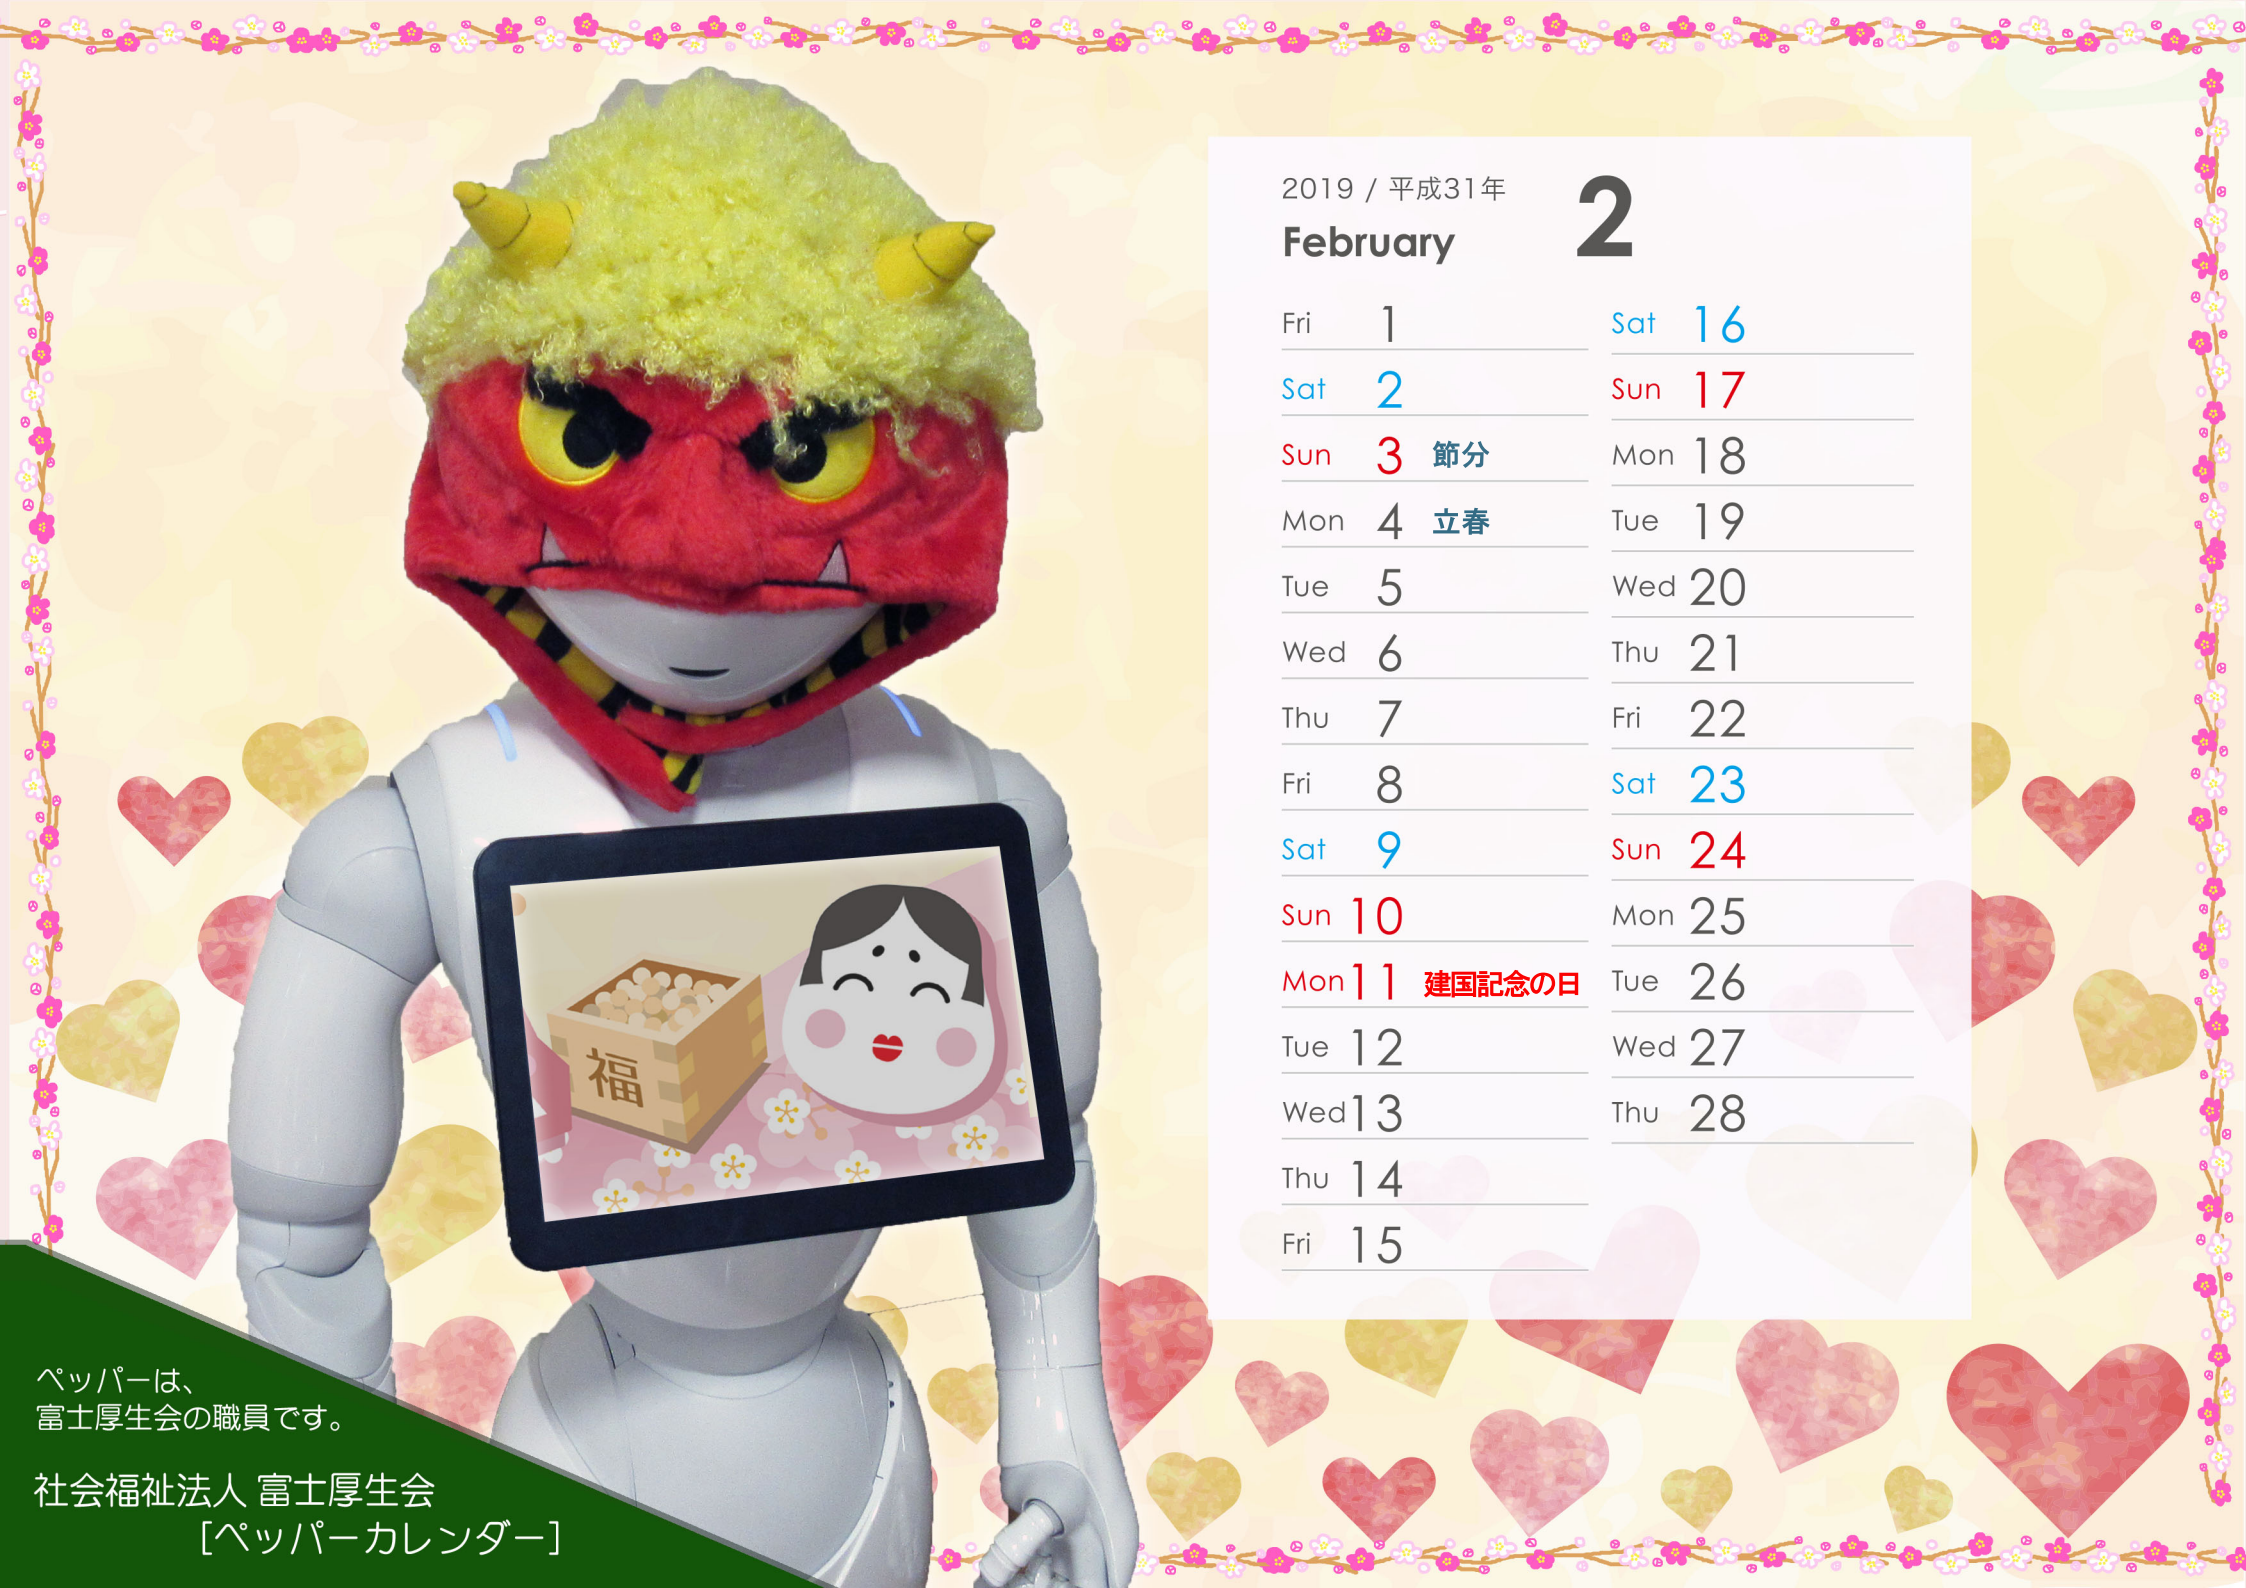 2019 / 平成31年
February 2
Fri 1
Sat 2
Sun 3 節分
Mon 4 立春
Tue 5
Wed 6
Thu 7
Fri 8
Sat 9
Sun 10
Mon 11 建国記念の日
Tue 12
Wed 13
Thu 14
Fri 15
Sat 16
Sun 17
Mon 18
Tue 19
Wed 20
Thu 21
Fri 22
Sat 23
Sun 24
Mon 25
Tue 26
Wed 27
Thu 28
福
ペッパーは、
富士厚生会の職員です。
社会福祉法人 富士厚生会
[ペッパーカレンダー]